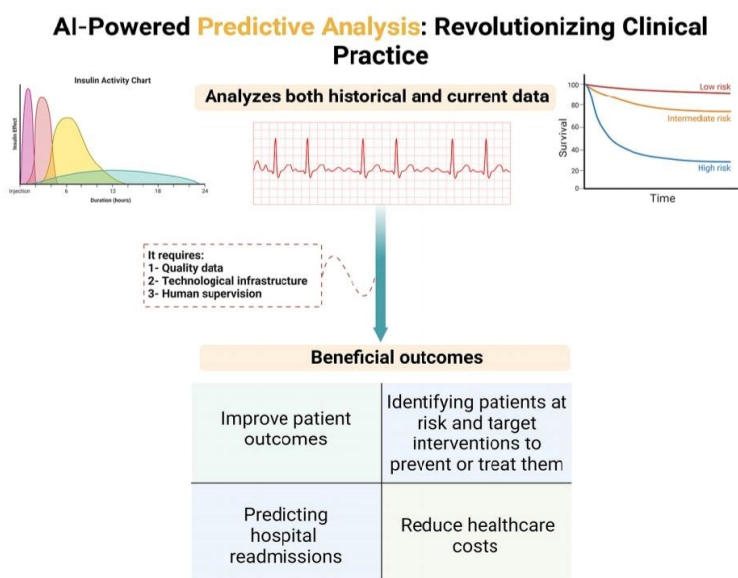 AI-Powered Predictive Analysis: Revolutionizing Clinical
Practice
Insulin Activity Chart
Insulin Effect
Injection
6
13
18
24
Duration (hours)
Analyzes both historical and current data
100
80
60
40
20
0
Survival
Low risk
Intermediate risk
High risk
Time
It requires:
1- Quality data
2- Technological infrastructure
3- Human supervision
Beneficial outcomes
Improve patient
outcomes
Identifying patients at
risk and target
interventions to
prevent or treat them
Predicting
hospital
readmissions
Reduce healthcare
costs